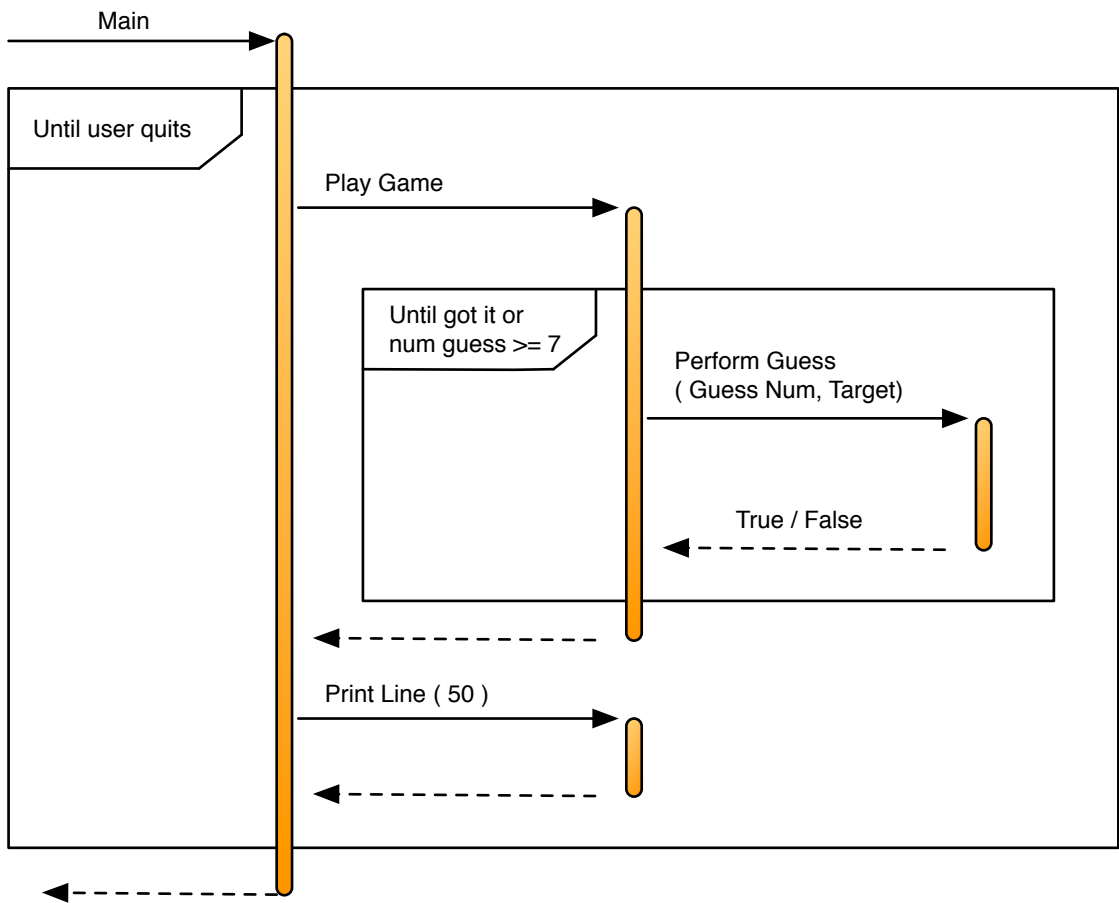 Main
Until user quits
Play Game
Until got it or
num guess >= 7
Perform Guess
( Guess Num, Target)
True / False
Print Line ( 50 )